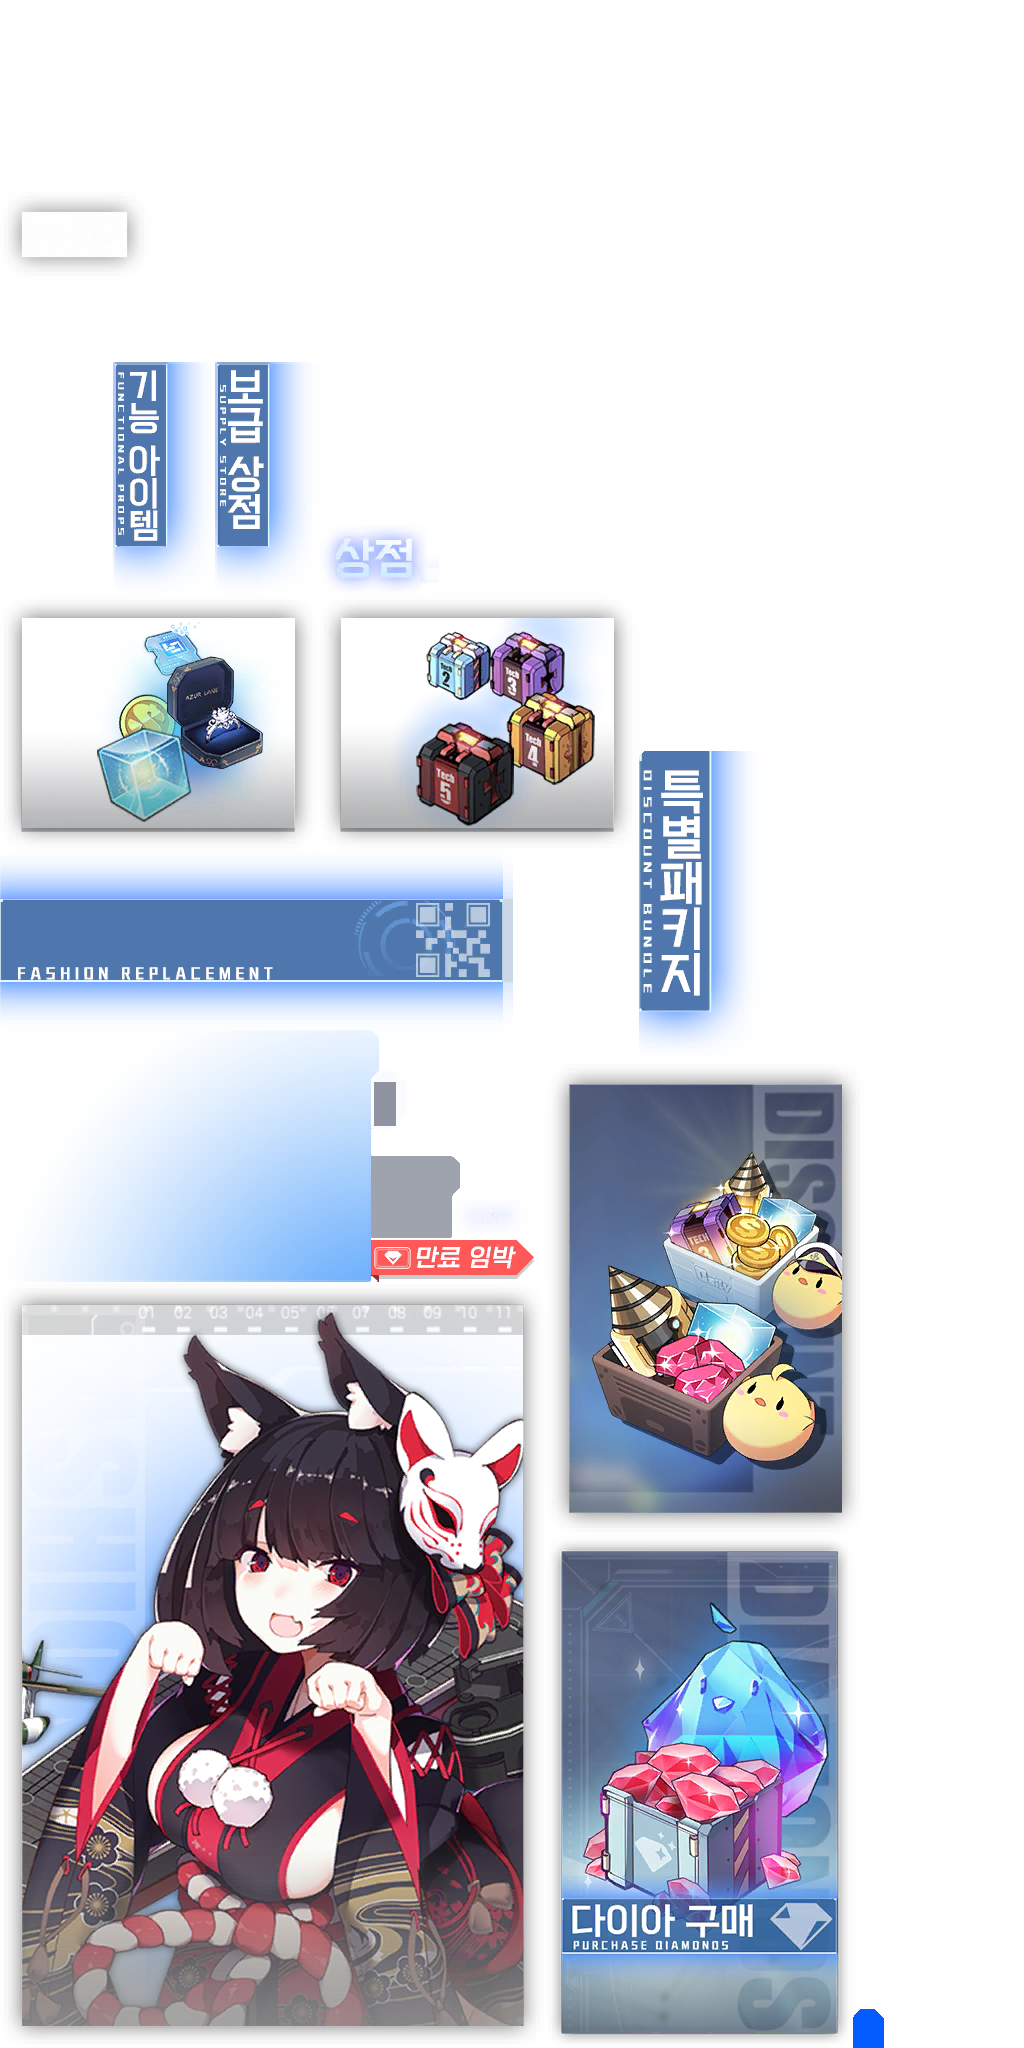 기능 아이템
FUNCTIONAL PROPS
보급 상점
SUPPLY STORE
상점
AZUR LANE
Tech
2
Tech
3
Tech
4
Tech
5
특별패키지
DISCOUNT BUNDLE
FASHION REPLACEMENT
만료 임박
01 02 03 04 05 06 07 08 09 10 11
TECH
다이아 구매
PURCHASE DIAMONDS